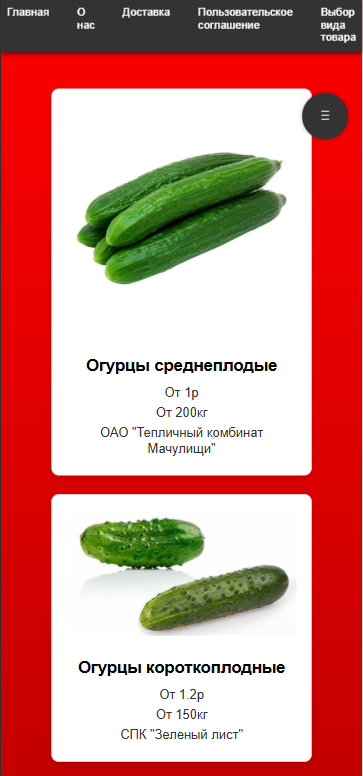 Главная
О нас
Доставка
Пользовательское соглашение
Выбор вида товара
Огурцы среднеплодые
От 1р
От 200кг
ОАО "Тепличный комбинат
Мачулищи"
Огурцы короткоплодные
От 1.2р
От 150кг
СПК "Зеленый лист"